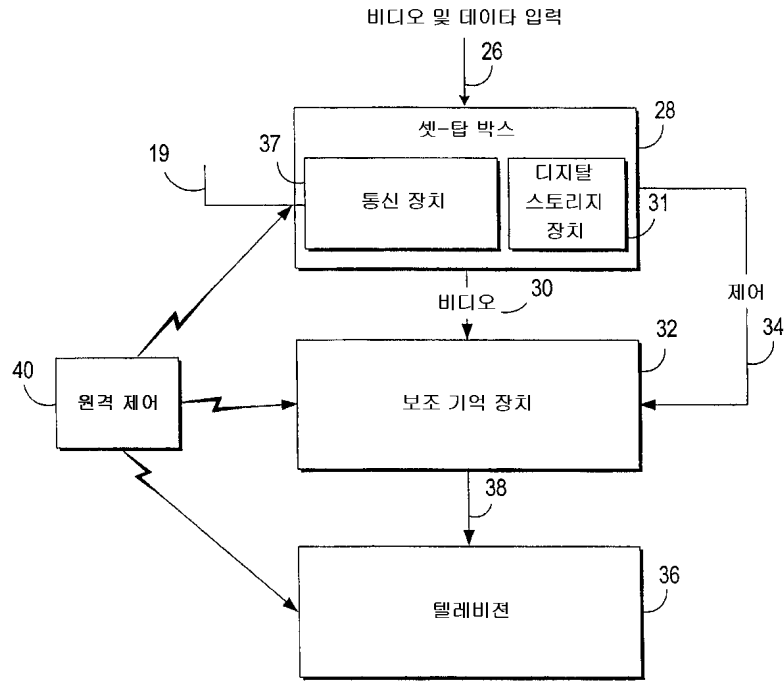 비디오 및 데이타 입력
26
셋-탑 박스
28
37
19
통신 장치
디지탈
스토리지
장치
31
비디오
30
제어
34
32
40
원격 제어
보조 기억 장치
38
36
텔레비젼